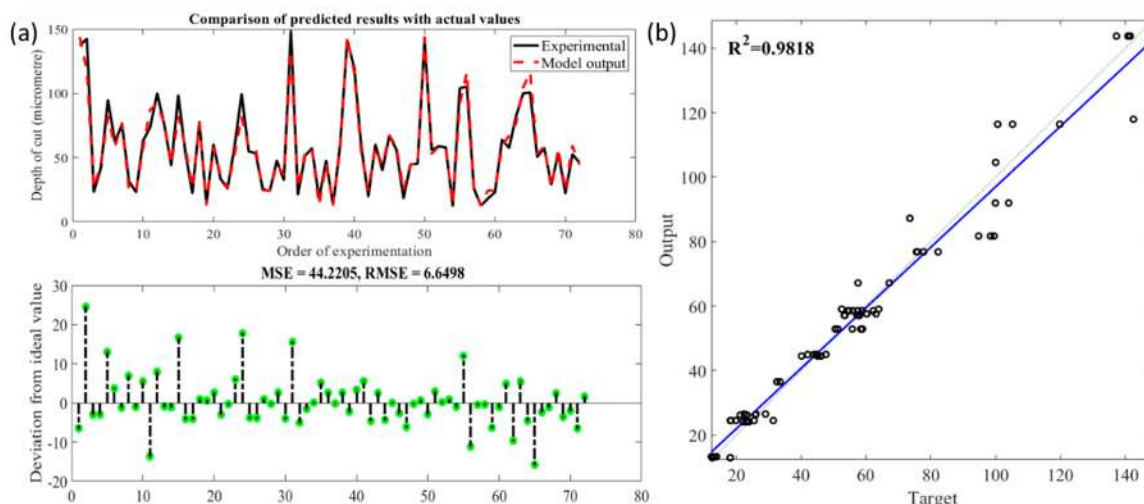 (a)
Comparison of predicted results with actual values
150
100
50
0
Depth of cut (micrometre)
Experimental
Model output
0 10 20 30 40 50 60 70 80
Order of experimentation
MSE = 44.2205, RMSE = 6.6498
30
20
10
0
-10
-20
Deviation from ideal value
0 10 20 30 40 50 60 70 80
(b)
R2=0.9818
140
120
100
80
60
40
20
Output
20 40 60 80 100 120 140
Target